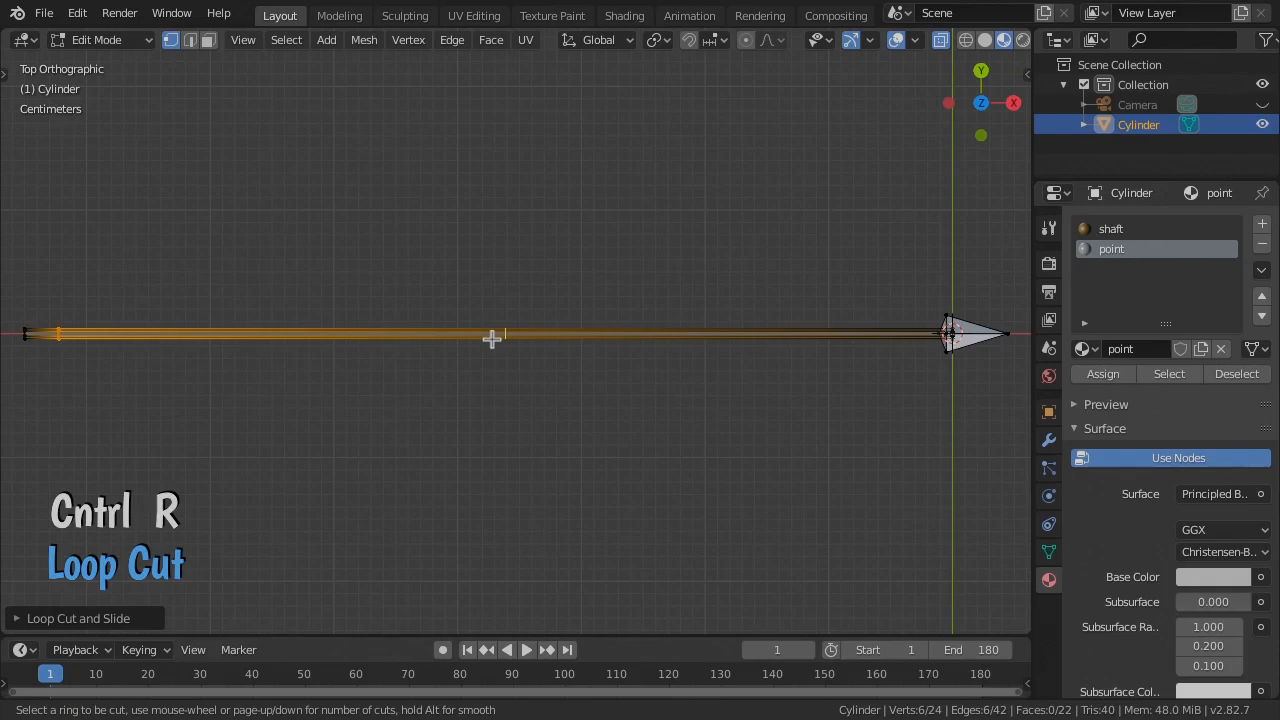 File Edit Render Window Help Layout Modeling Sculpting UV Editing Texture Paint Shading Animation Rendering Compositing Scene View Layer
Edit Mode View Select Add Mesh Vertex Edge Face UV Global
Top Orthographic
(1) Cylinder
Centimeters
Y
X
Z
Scene Collection
Collection
Camera
Cylinder
Cylinder point
shaft
point
point
Assign Select Deselect
Preview
Surface
Use Nodes
Surface Principled B..
GGX
Christensen-B..
Base Color
Subsurface 0.000
Subsurface Ra.. 1.000
0.200
0.100
Subsurface Col..
Cntrl R
Loop Cut
Loop Cut and Slide
Playback Keying View Marker 1 Start 1 End 180
1 10 20 30 40 50 60 70 80 90 100 110 120 130 140 150 160 170 180
Select a ring to be cut, use mouse-wheel or page-up/down for number of cuts, hold Alt for smooth
Cylinder | Verts:6/24 | Edges:6/42 | Faces:0/22 | Tris:40 | Mem: 48.0 MiB | v2.82.7